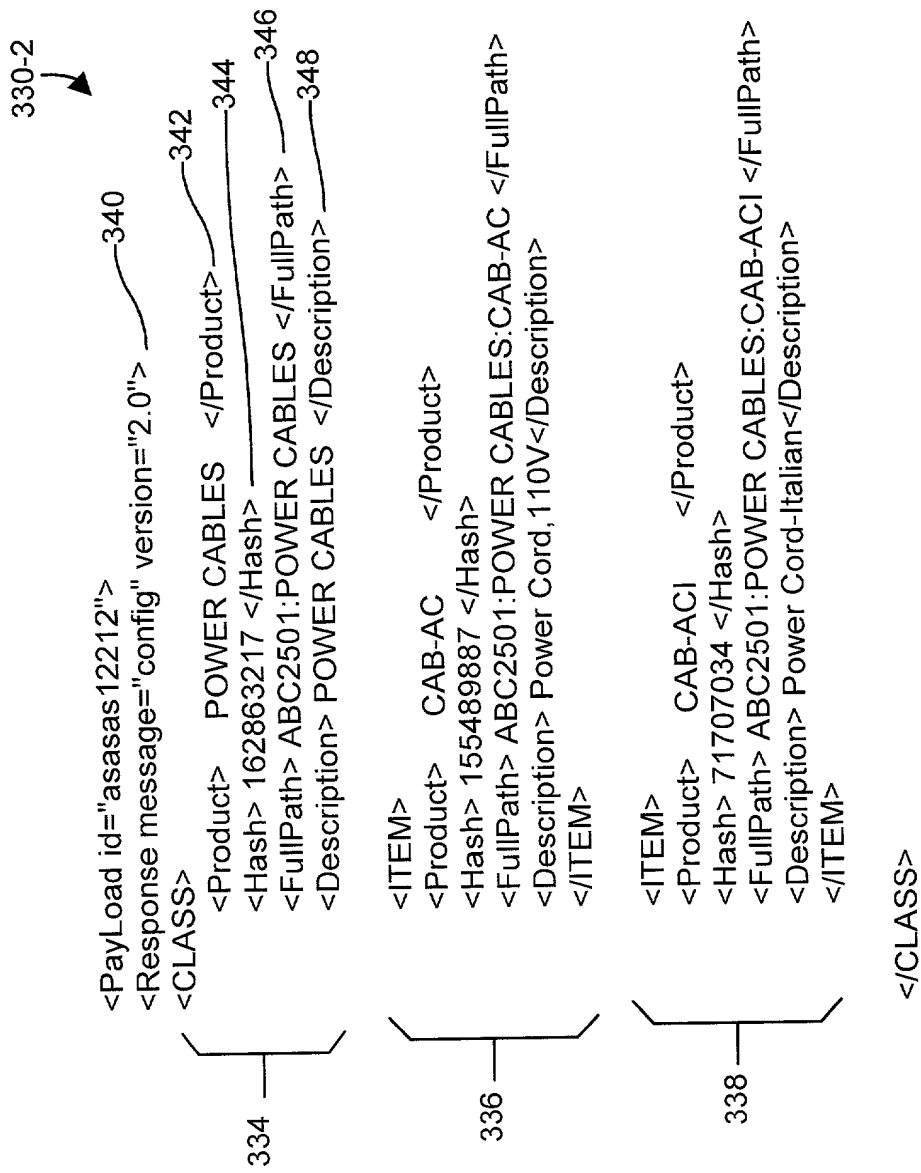 330-2
<PayLoad id="asasas12212">
<Response message="config" version="2.0"> 340
<CLASS>
<Product> POWER CABLES </Product> 342
<Hash> 162863217 </Hash> 344
<FullPath> ABC2501:POWER CABLES </FullPath> 346
<Description> POWER CABLES </Description> 348
334
<ITEM>
<Product> CAB-AC </Product>
<Hash> 155489887 </Hash>
<FullPath> ABC2501:POWER CABLES:CAB-AC </FullPath>
<Description> Power Cord,110V</Description>
</ITEM>
336
<ITEM>
<Product> CAB-ACI </Product>
<Hash> 71707034 </Hash>
<FullPath> ABC2501:POWER CABLES:CAB-ACI </FullPath>
<Description> Power Cord-Italian</Description>
</ITEM>
338
</CLASS>